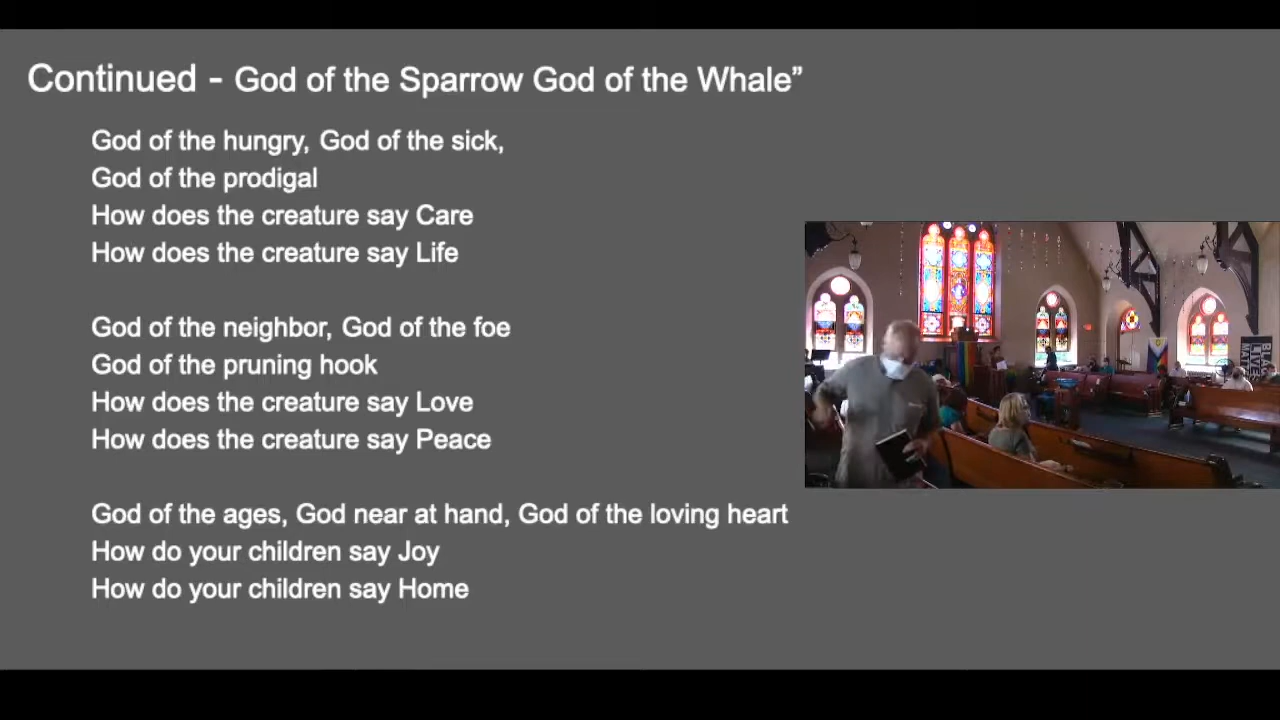 Continued - God of the Sparrow God of the Whale”
God of the hungry, God of the sick,
God of the prodigal
How does the creature say Care
How does the creature say Life
God of the neighbor, God of the foe
God of the pruning hook
How does the creature say Love
How does the creature say Peace
God of the ages, God near at hand, God of the loving heart
How do your children say Joy
How do your children say Home
LIVES